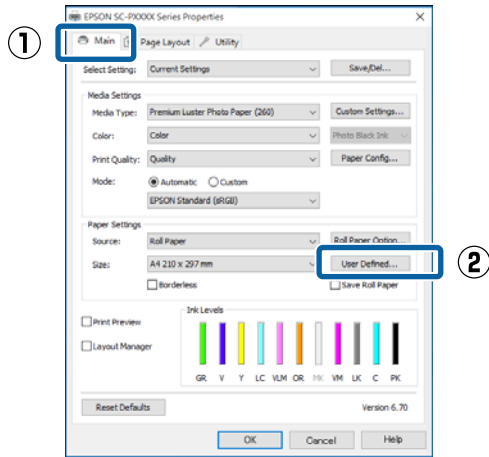 EPSON SC-PXXXX Series Properties
① Main Page Layout Utility
Select Setting: Current Settings Save/Del...
Media Settings
Media Type: Premium Luster Photo Paper (260) Custom Settings...
Color: Color Photo Black Ink
Print Quality: Quality Paper Config...
Mode: Automatic Custom
EPSON Standard (sRGB)
Paper Settings
Source: Roll Paper Roll Paper Option...
Size: A4 210 x 297 mm User Defined... ②
Borderless Save Roll Paper
Ink Levels
Print Preview
Layout Manager
GR V Y LC VLM OR MK VM LK C PK
Reset Defaults Version 6.70
OK Cancel Help